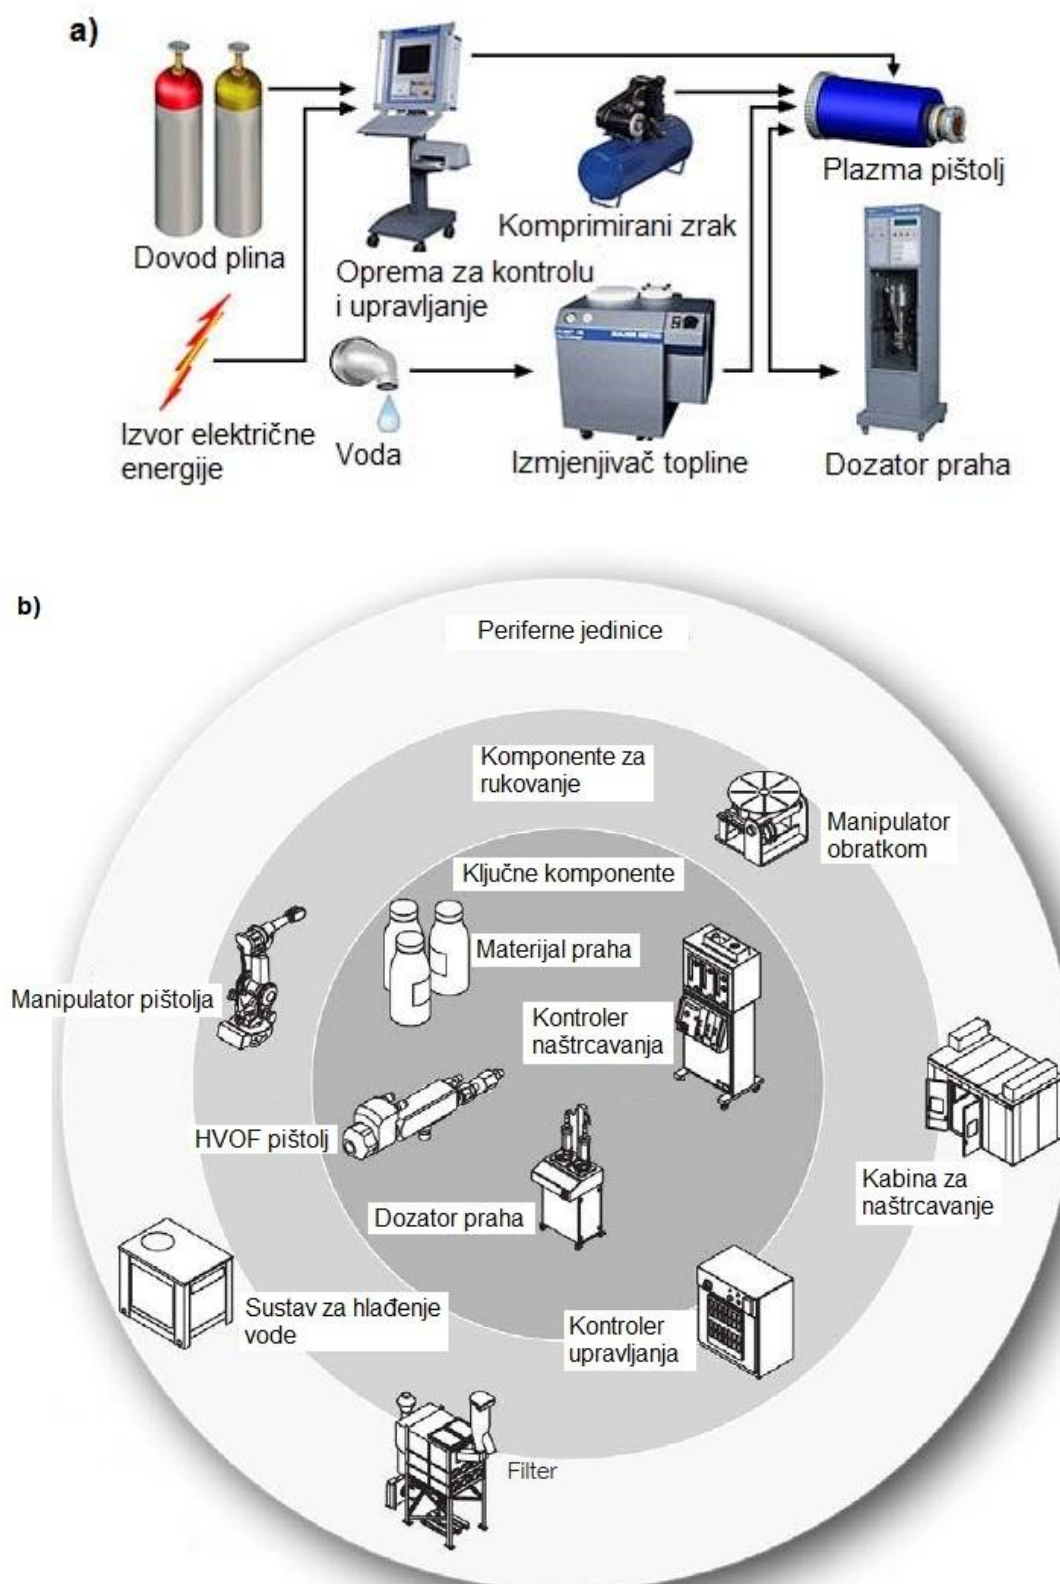 a)
Dovod plina
Oprema za kontrolu
i upravljanje
Komprimirani zrak
Plazma pištolj
Izvor električne
energije
Voda
Izmjenjivač topline
Dozator praha
b)
Periferne jedinice
Komponente za
rukovanje
Manipulator
obratkom
Ključne komponente
Materijal praha
Manipulator pištolja
Kontroler
naštrcavanja
HVOF pištolj
Kabina za
naštrcavanje
Dozator praha
Sustav za hlađenje
vode
Kontroler
upravljanja
Filter